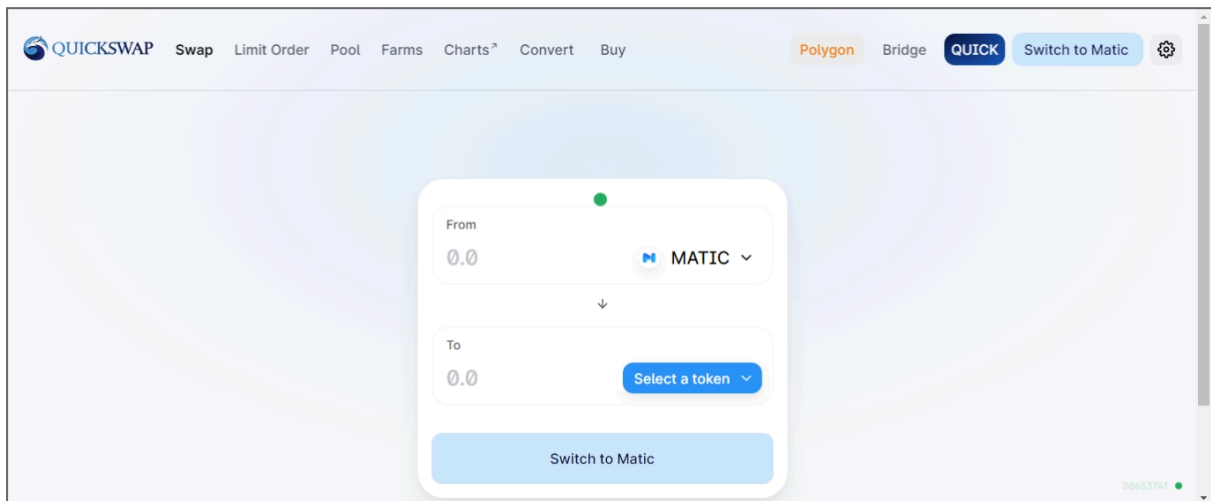 QUICKSWAP Swap Limit Order Pool Farms Charts↗ Convert Buy Polygon Bridge QUICK Switch to Matic
From
0.0 MATIC
To
0.0 Select a token
Switch to Matic
30653741